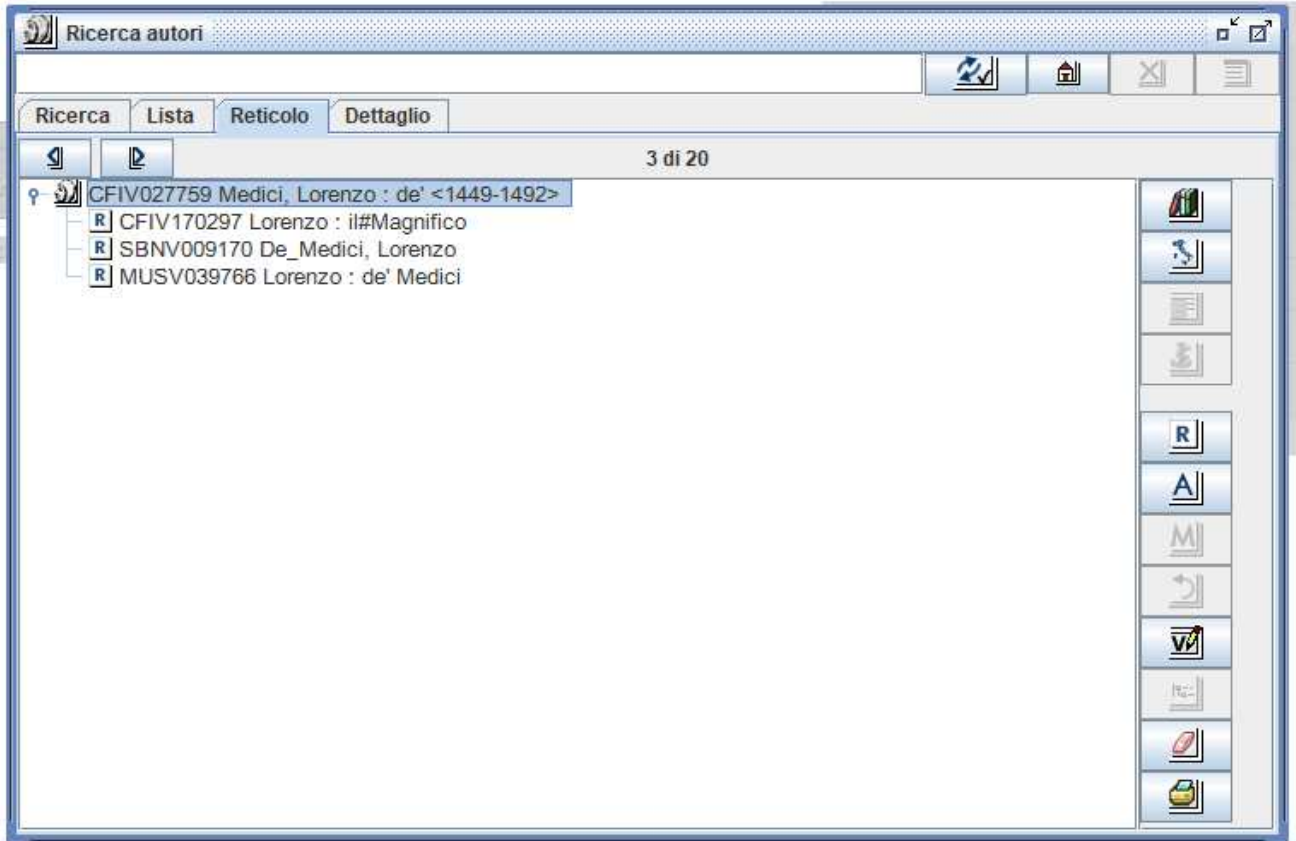 Ricerca autori
Ricerca Lista Reticolo Dettaglio
3 di 20
CFIV027759 Medici, Lorenzo : de' <1449-1492>
R CFIV170297 Lorenzo : il#Magnifico
R SBNV009170 De_Medici, Lorenzo
R MUSV039766 Lorenzo : de' Medici
R
A
M
V